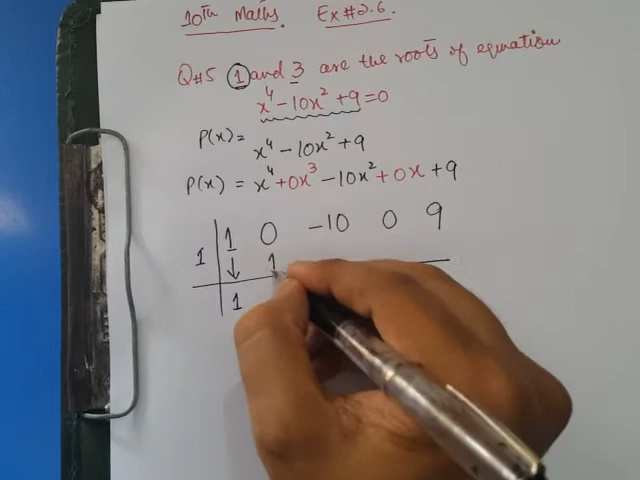 10th Maths. Ex#2.6.
Q#5 1 and 3 are the roots of equation
x⁴-10x²+9=0
P(x)= x⁴-10x²+9
P(x) = x⁴+0x³-10x²+0x+9
1 1 0 -10 0 9
↓ 1
1